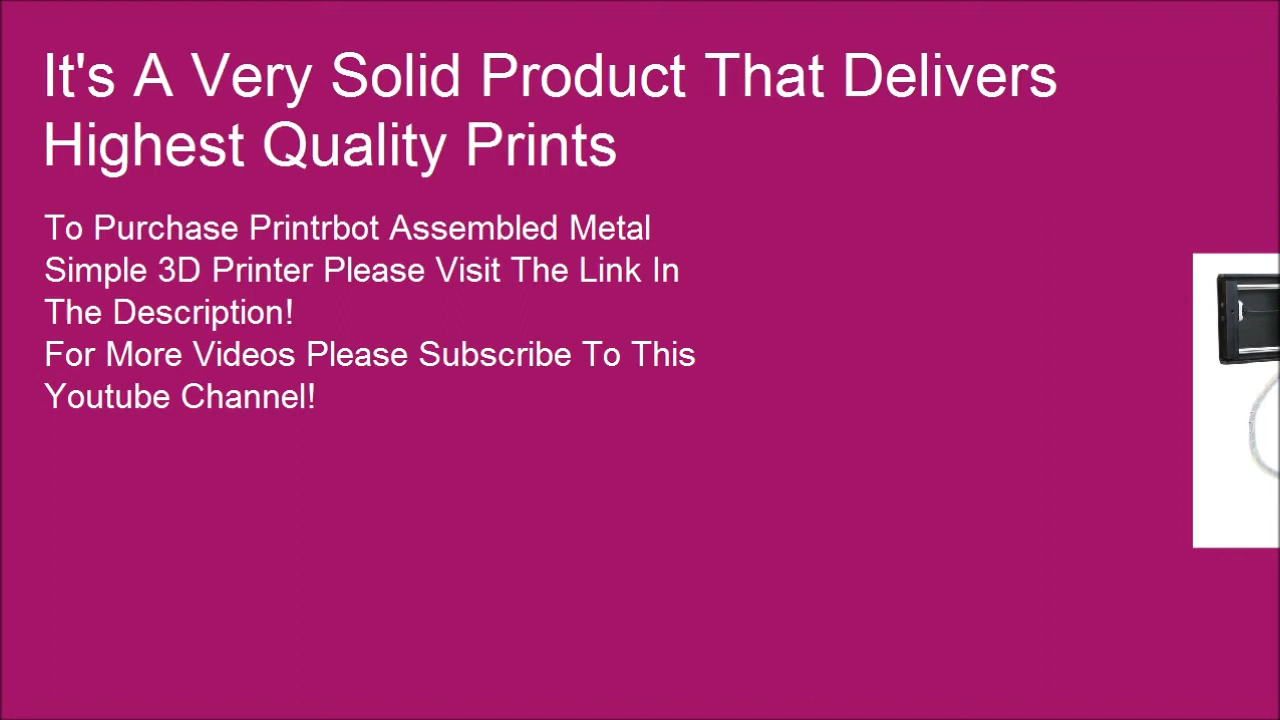 It's A Very Solid Product That Delivers
Highest Quality Prints
To Purchase Printrbot Assembled Metal
Simple 3D Printer Please Visit The Link In
The Description!
For More Videos Please Subscribe To This
Youtube Channel!